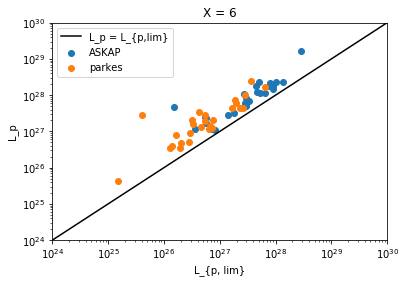 X = 6
L_p = L_{p,lim}
ASKAP
parkes
L_p
10^30
10^29
10^28
10^27
10^26
10^25
10^24
10^24 10^25 10^26 10^27 10^28 10^29 10^30
L_{p, lim}